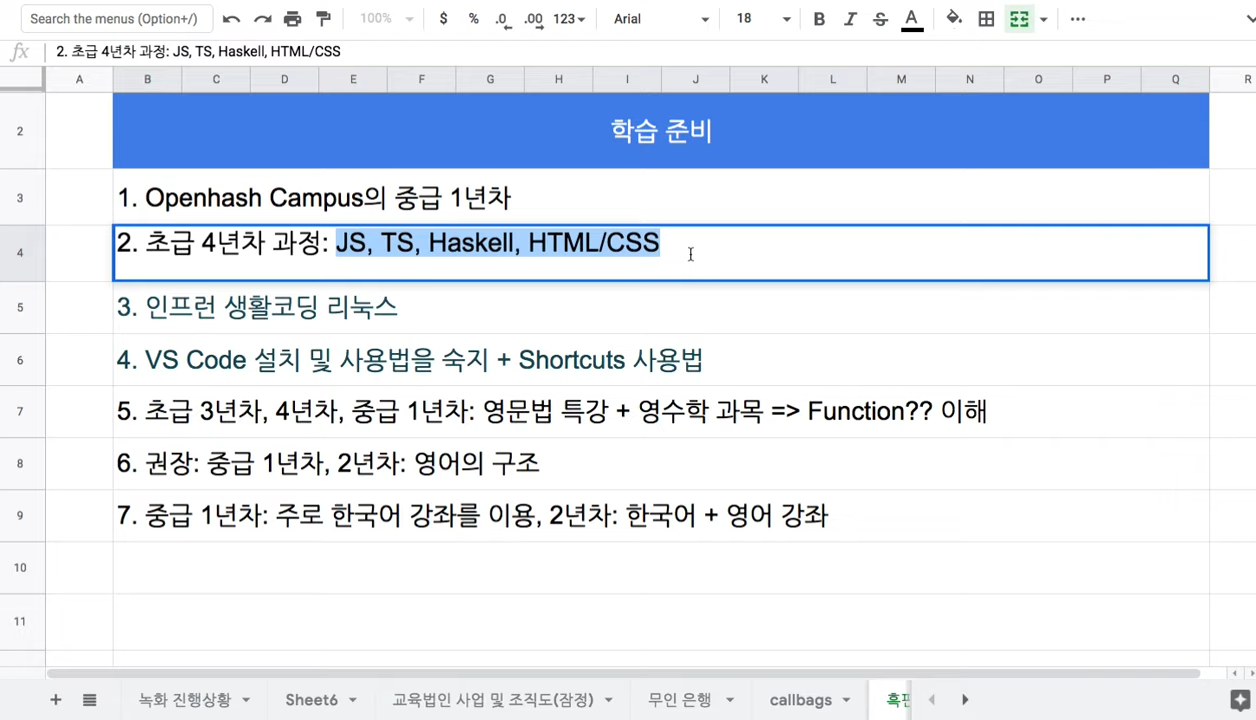 Search the menus (Option+/) 100% $ % .0 .00 123 Arial 18 B I S A
fx 2. 초급 4년차 과정: JS, TS, Haskell, HTML/CSS
A B C D E F G H I J K L M N O P Q R
2 학습 준비
3 1. Openhash Campus의 중급 1년차
4 2. 초급 4년차 과정: JS, TS, Haskell, HTML/CSS
5 3. 인프런 생활코딩 리눅스
6 4. VS Code 설치 및 사용법을 숙지 + Shortcuts 사용법
7 5. 초급 3년차, 4년차, 중급 1년차: 영문법 특강 + 영수학 과목 => Function?? 이해
8 6. 권장: 중급 1년차, 2년차: 영어의 구조
9 7. 중급 1년차: 주로 한국어 강좌를 이용, 2년차: 한국어 + 영어 강좌
10
11
녹화 진행상황 Sheet6 교육법인 사업 및 조직도(잠정) 무인 은행 callbags